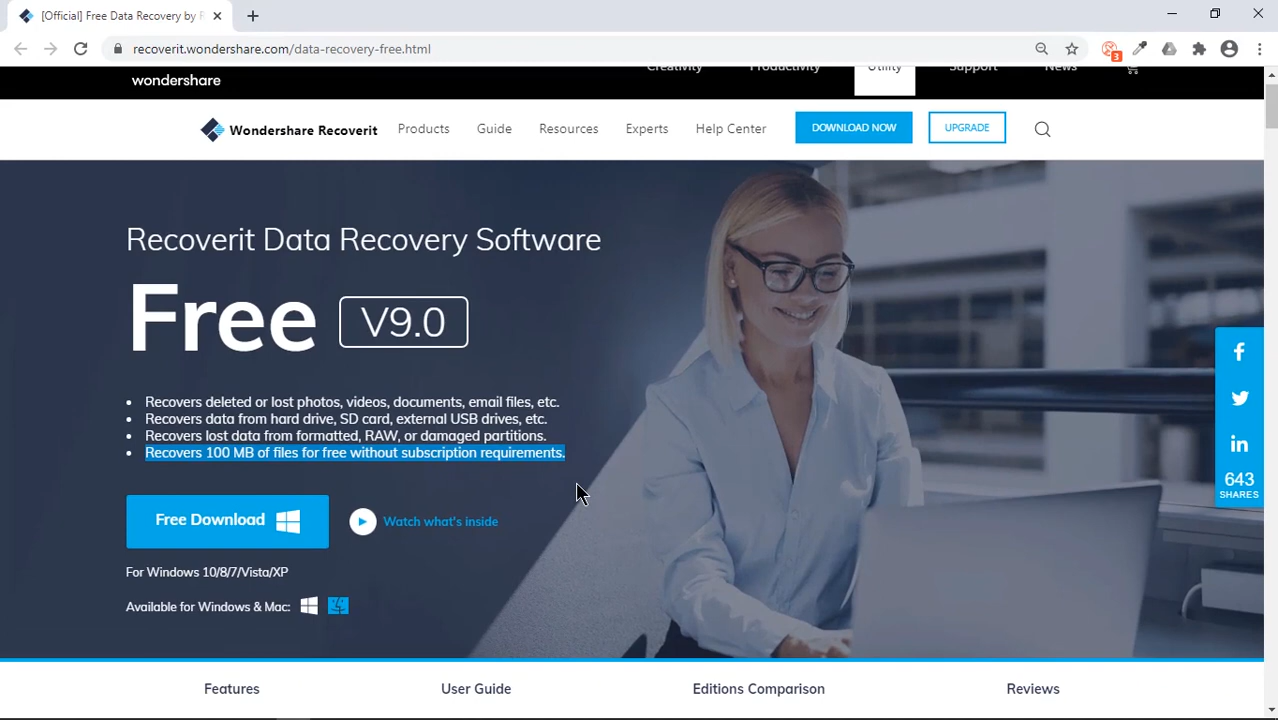 [Official] Free Data Recovery by
recoverit.wondershare.com/data-recovery-free.html
3
wondershare
Creativity Productivity Utility Support News
Wondershare Recoverit Products Guide Resources Experts Help Center DOWNLOAD NOW UPGRADE
Recoverit Data Recovery Software
Free V9.0
• Recovers deleted or lost photos, videos, documents, email files, etc.
• Recovers data from hard drive, SD card, external USB drives, etc.
• Recovers lost data from formatted, RAW, or damaged partitions.
• Recovers 100 MB of files for free without subscription requirements.
643
SHARES
Free Download Watch what's inside
For Windows 10/8/7/Vista/XP
Available for Windows & Mac:
Features User Guide Editions Comparison Reviews